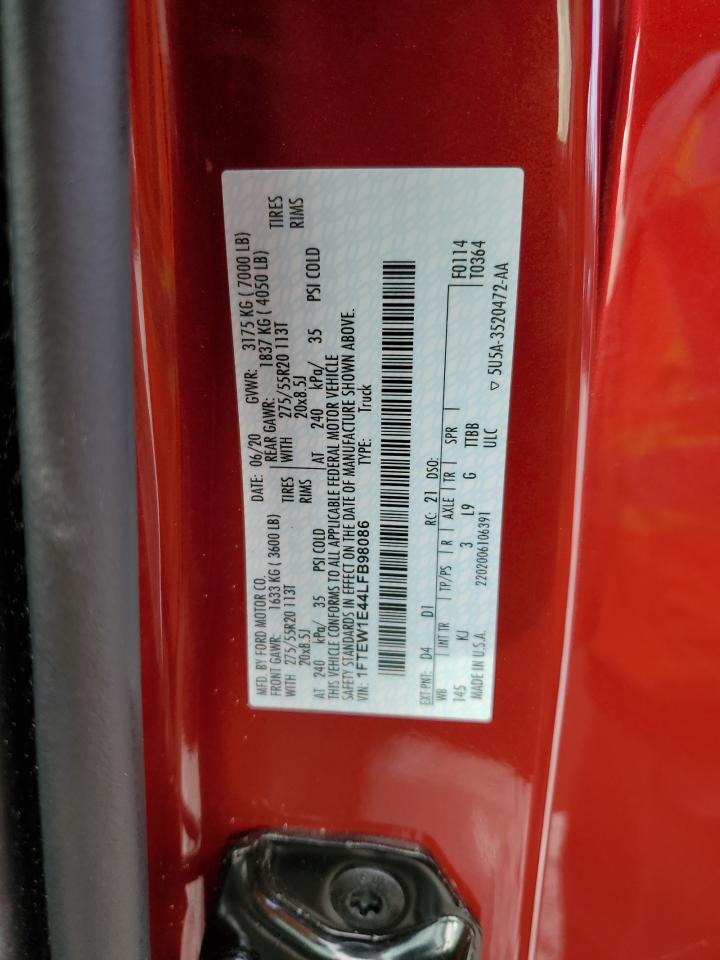 MFD. BY FORD MOTOR CO. DATE: 06/20 GVWR: 3175 KG ( 7000 LB)
FRONT GAWR: 1633 KG ( 3600 LB) REAR GAWR: 1837 KG ( 4050 LB)
WITH 275/55R20 113T TIRES WITH 275/55R20 113T TIRES
20x8.5J RIMS 20x8.5J RIMS
AT 240 kPa/ 35 PSI COLD AT 240 kPa/ 35 PSI COLD
THIS VEHICLE CONFORMS TO ALL APPLICABLE FEDERAL MOTOR VEHICLE
SAFETY STANDARDS IN EFFECT ON THE DATE OF MANUFACTURE SHOWN ABOVE.
VIN: 1FTEW1E44LFB98086 TYPE: Truck
EXT PNT: D4 D1 RC: 21 DSO: F0114
WB | INT TR | TP/PS | R | AXLE | TR | SPR | T0364
145 KJ 3 L9 G TTBB
MADE IN U.S.A. 2202006106391 ULC ▽ 5U5A-3520472-AA